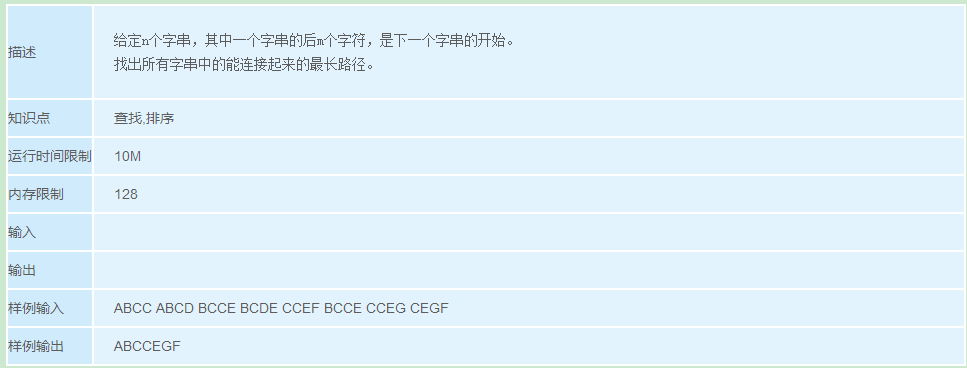 描述
给定n个字串，其中一个字串的后m个字符，是下一个字串的开始。
找出所有字串中的能连接起来的最长路径。
知识点
查找,排序
运行时间限制
10M
内存限制
128
输入
输出
样例输入
ABCC ABCD BCCE BCDE CCEF BCCE CCEG CEGF
样例输出
ABCCEGF